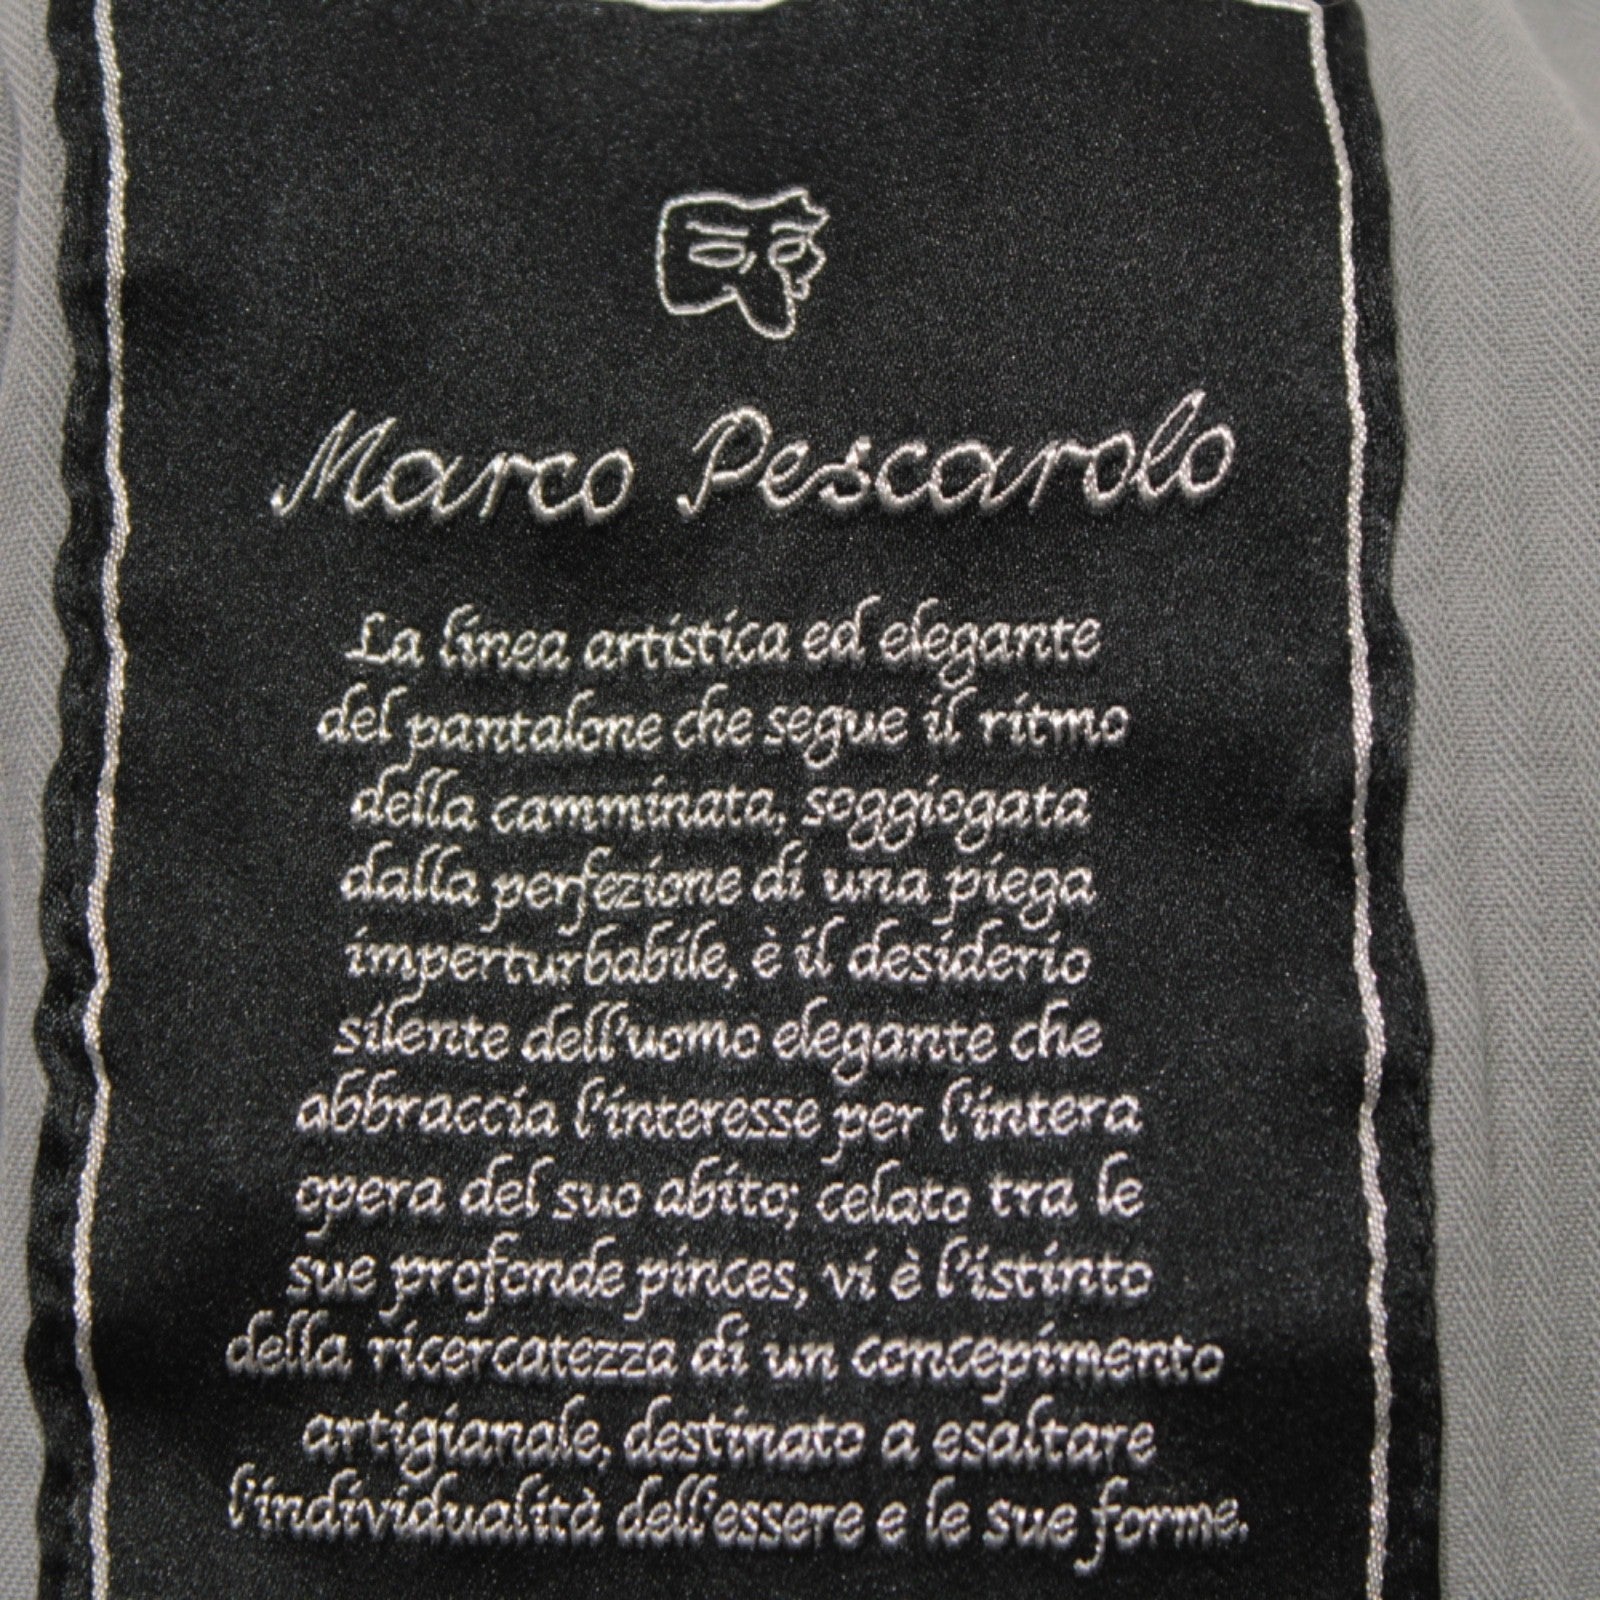 Marco Pescarolo
La linea artistica ed elegante
del pantalone che segue il ritmo
della camminata, soggiogata
dalla perfezione di una piega
imperturbabile, è il desiderio
silente dell'uomo elegante che
abbraccia l'interesse per l'intera
opera del suo abito; celato tra le
sue profonde pinces, vi è l'istinto
della ricercatezza di un concepimento
artigianale, destinato a esaltare
l'individualità dell'essere e le sue forme.